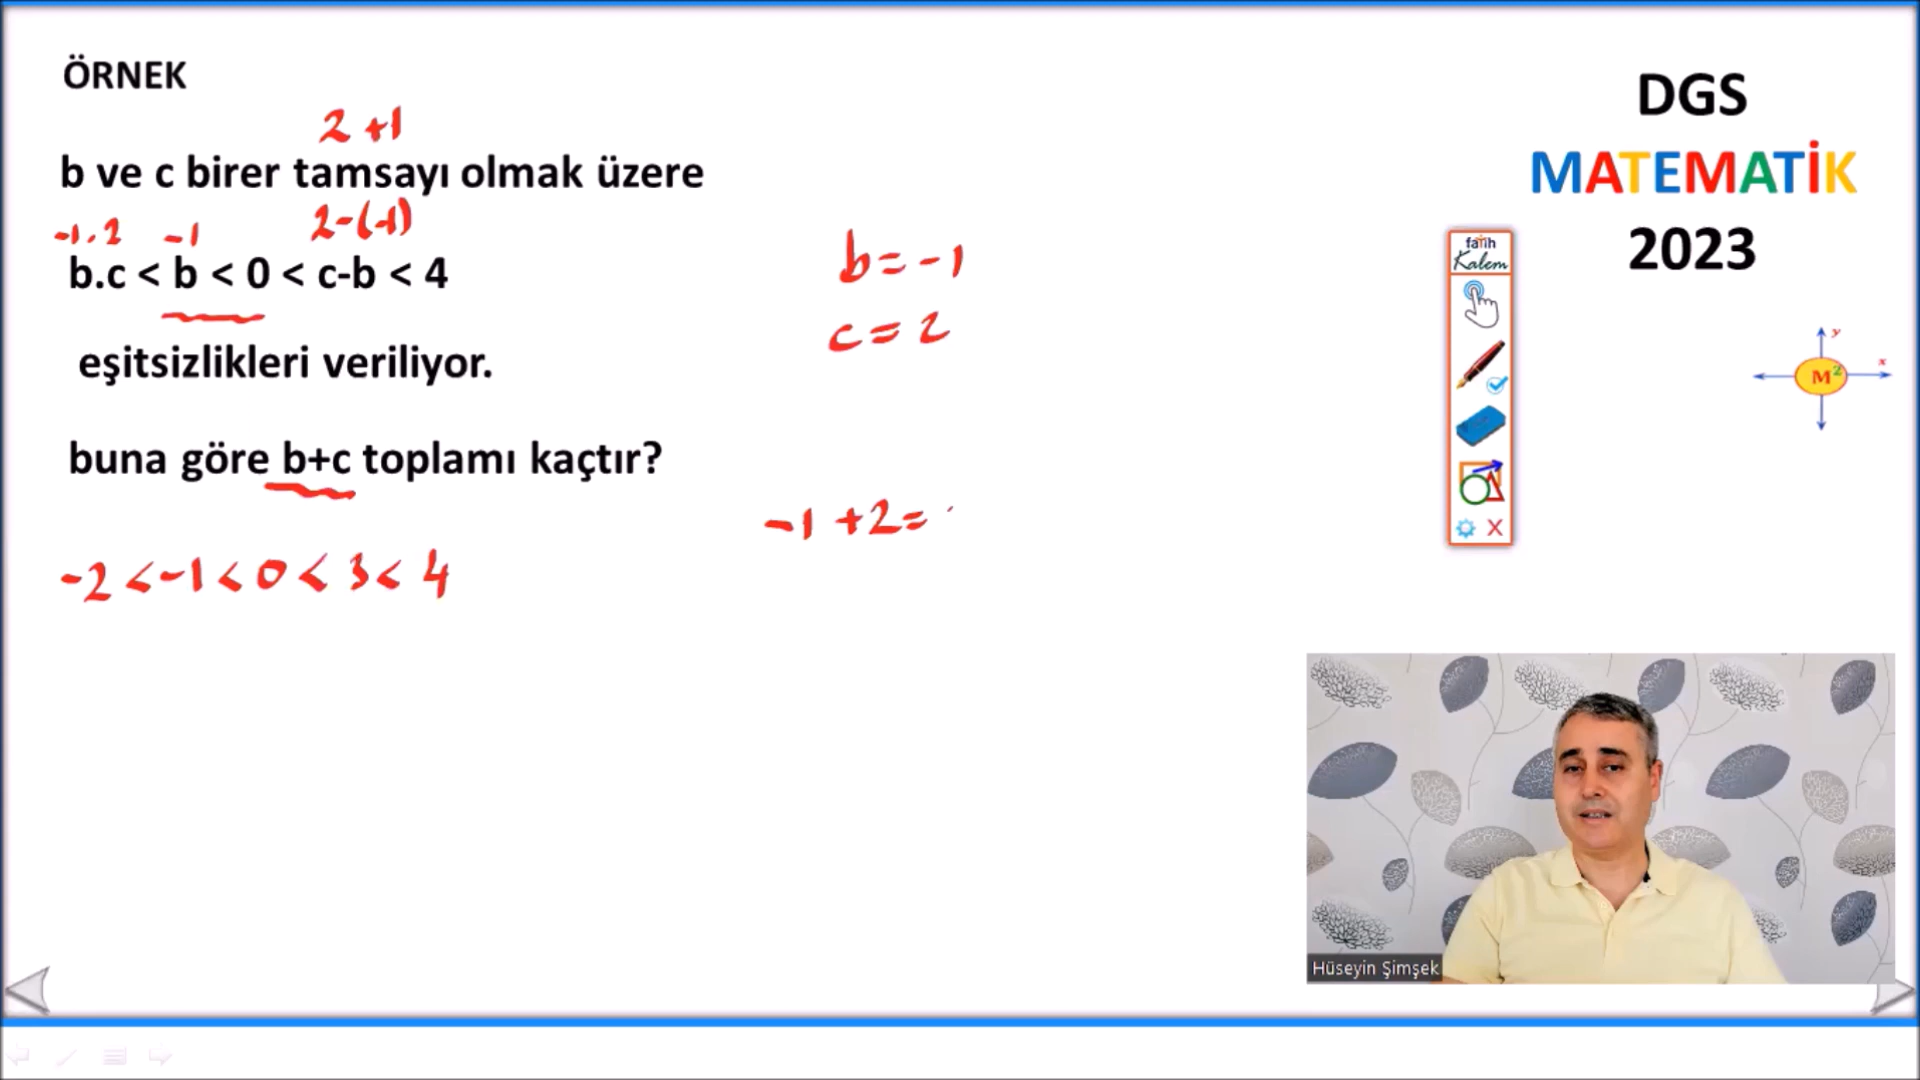 ÖRNEK
2 +1
b ve c birer tamsayı olmak üzere
-1.2 -1 2-(-1)
b.c < b < 0 < c-b < 4
eşitsizlikleri veriliyor.
buna göre b+c toplamı kaçtır?
-2 < -1 < 0 < 3 < 4
b = -1
c = 2
-1 +2 =
DGS
MATEMATİK
2023
fatih
Kalem
y
x
M2
Hüseyin Şimşek